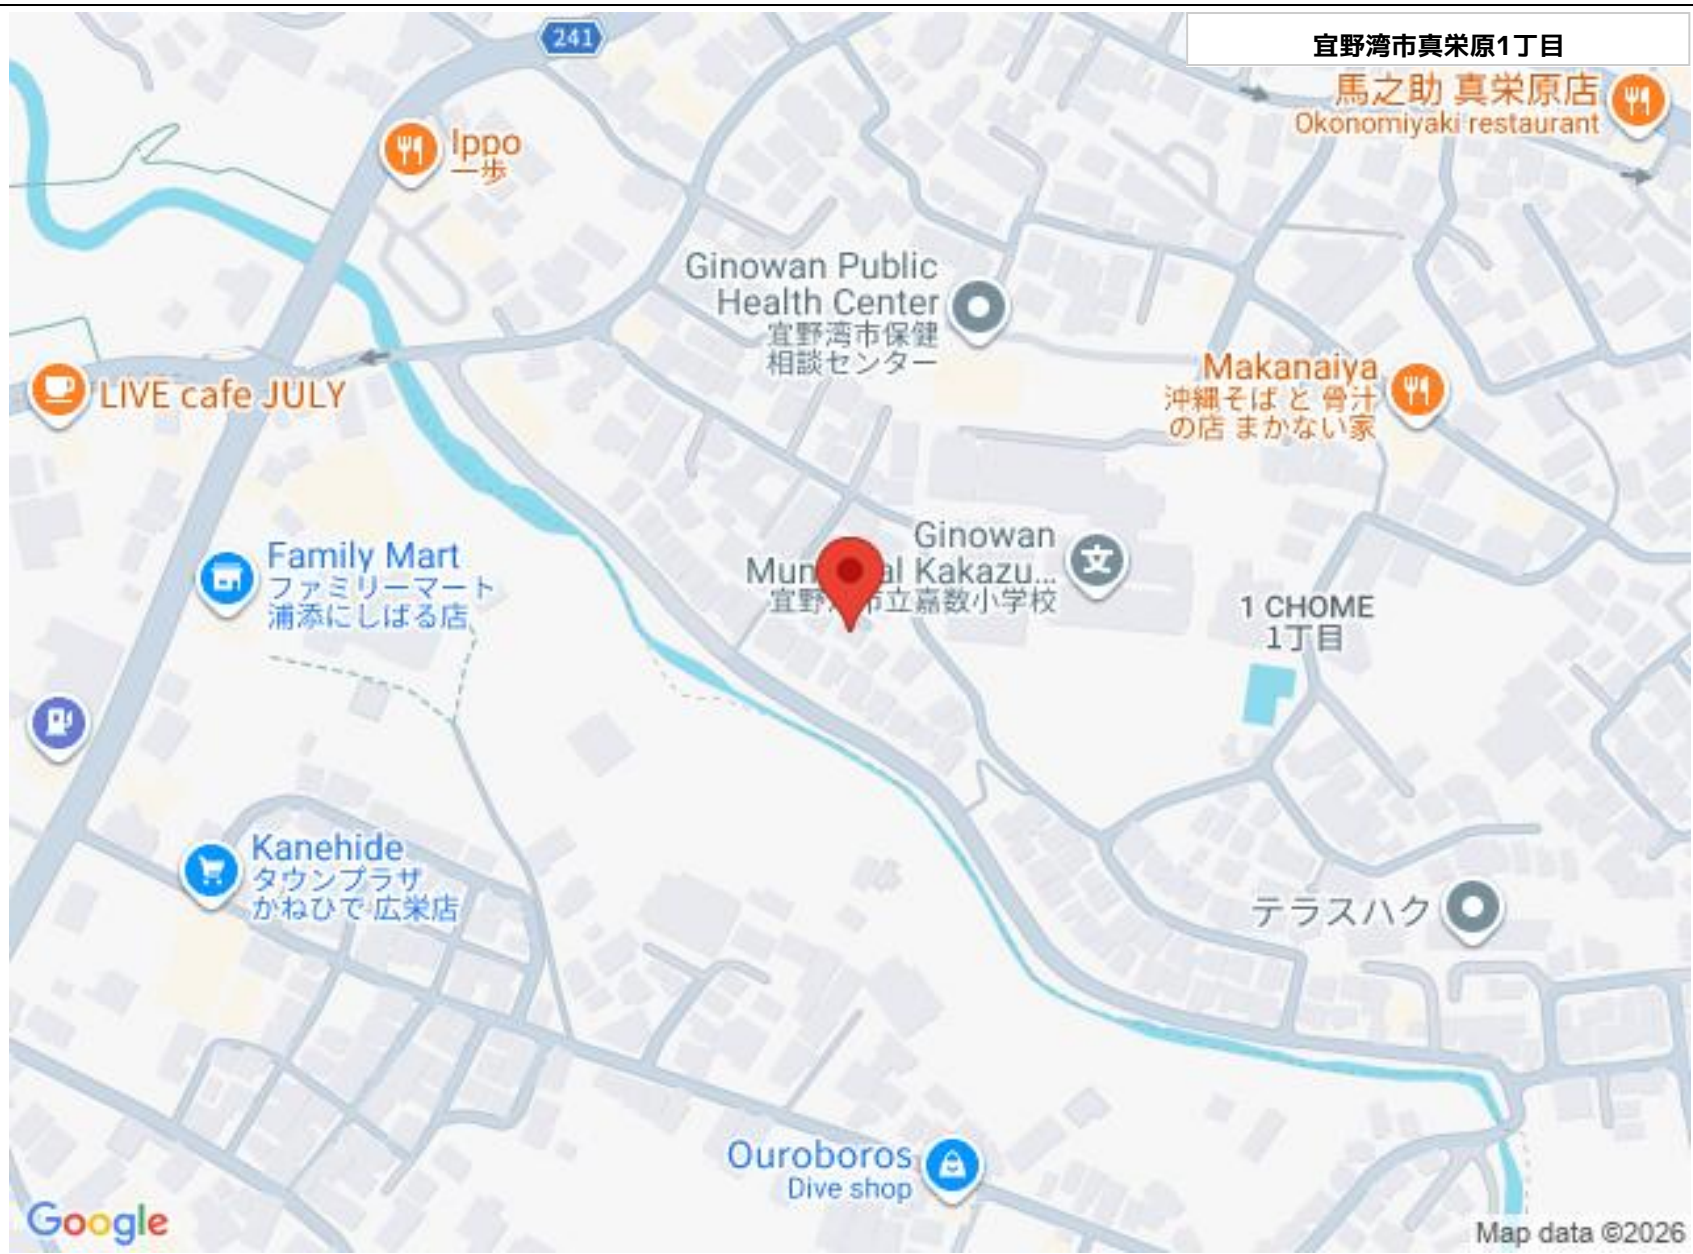 241
宜野湾市真栄原1丁目
馬之助 真栄原店
Okonomiyaki restaurant
Ippo
一歩
Ginowan Public
Health Center
宜野湾市保健
相談センター
LIVE cafe JULY
Makanaiya
沖縄そば と 骨汁
の店 まかない家
Ginowan
Kakazu...
市立嘉数小学校
Family Mart
ファミリーマート
浦添にしばる店
1 CHOME
1丁目
Kanehide
タウンプラザ
かねひで 広栄店
テラスハク
Ouroboros
Dive shop
Google
Map data ©2026